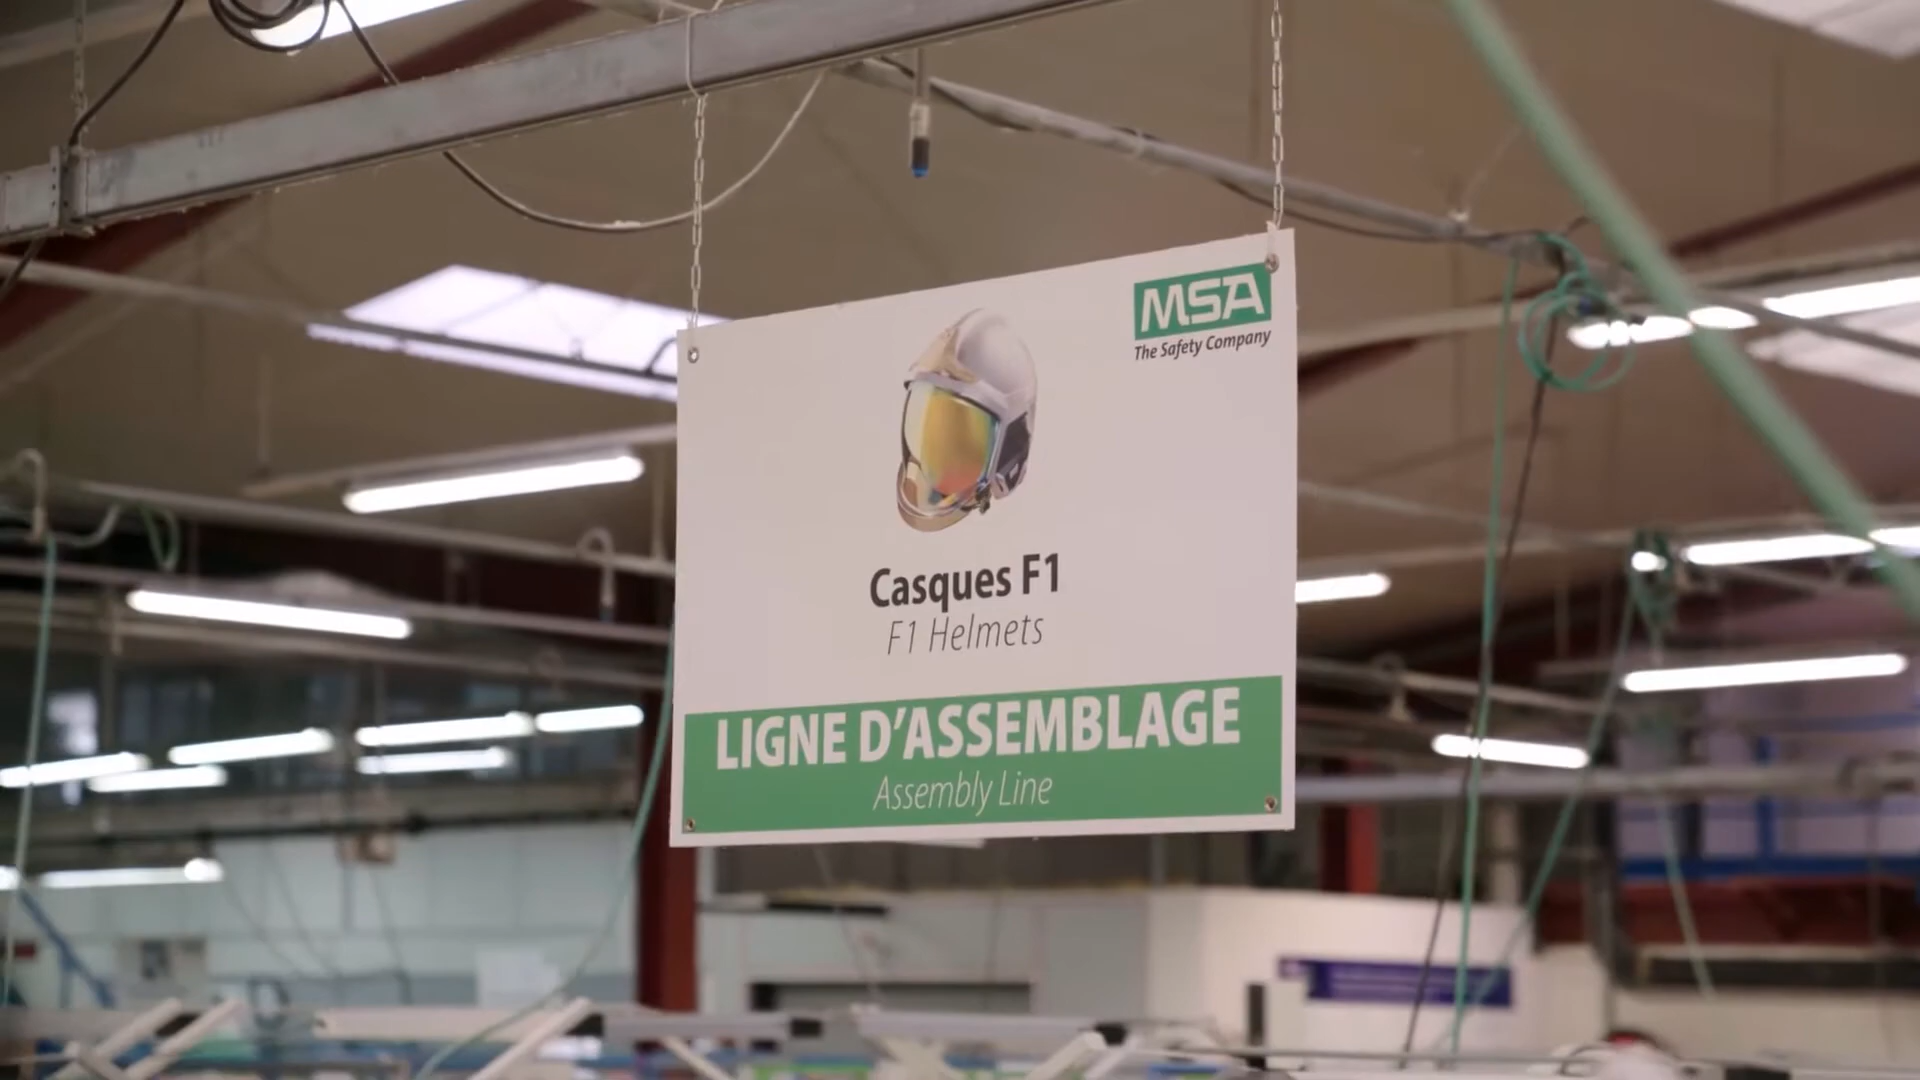 MSA
The Safety Company
Casques F1
F1 Helmets
LIGNE D'ASSEMBLAGE
Assembly Line